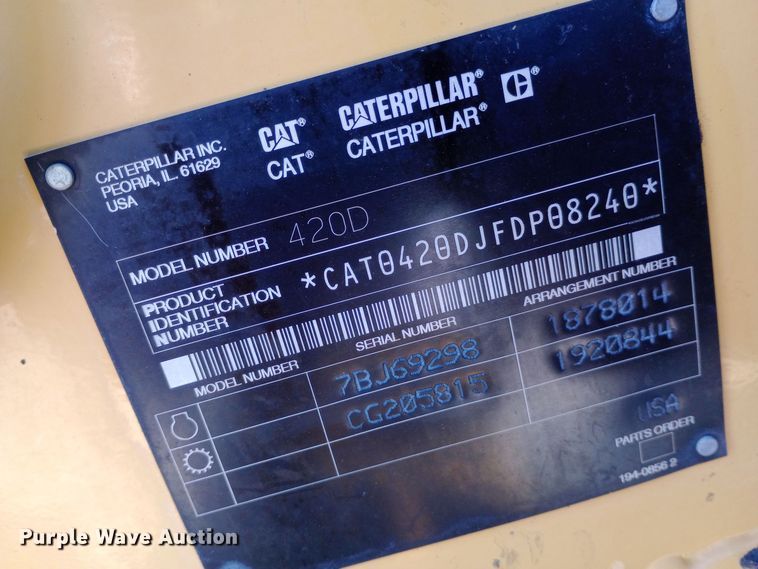 CATERPILLAR INC.
PEORIA, IL. 61629
USA
CAT® CATERPILLAR® C®
CAT® CATERPILLAR®
MODEL NUMBER 420D
PRODUCT
IDENTIFICATION
NUMBER
*CAT0420DJFDP08240*
MODEL NUMBER SERIAL NUMBER ARRANGEMENT NUMBER
7BJ69298 1878014
CG205815 1920844
USA
PARTS ORDER
194-0856 2
Purple Wave Auction®